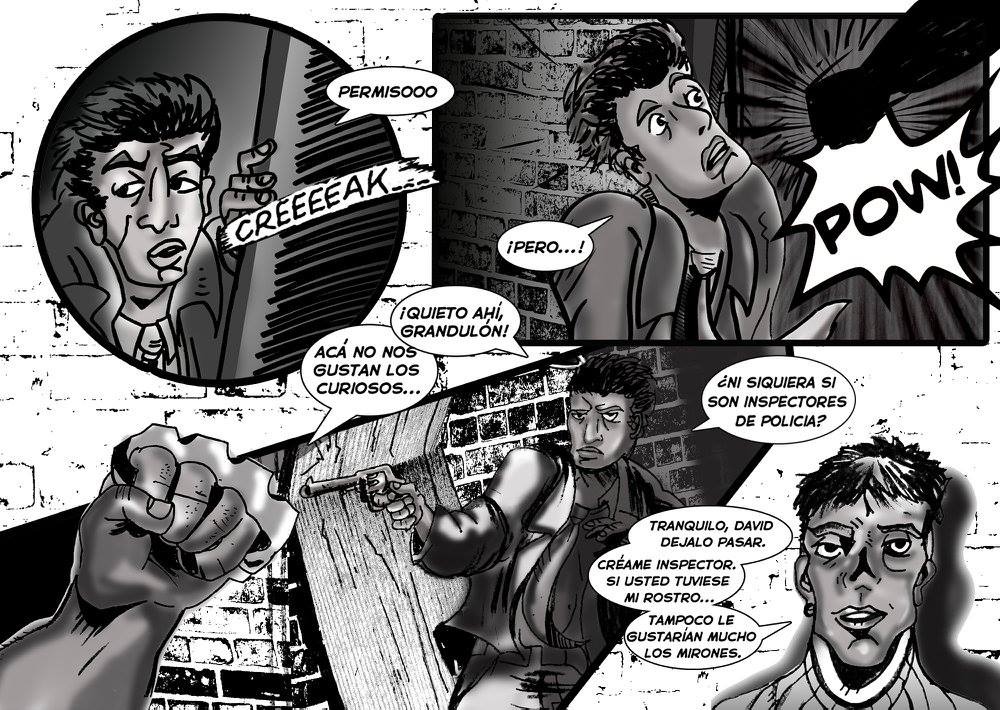 PERMISOOO
CREEEEAK...
¡PERO...!
POW!
¡QUIETO AHÍ,
GRANDULÓN!
ACÁ NO NOS
GUSTAN LOS
CURIOSOS...
¿NI SIQUIERA SI
SON INSPECTORES
DE POLICIA?
TRANQUILO, DAVID
DEJALO PASAR.
CRÉAME INSPECTOR.
SI USTED TUVIESE
MI ROSTRO...
TAMPOCO LE
GUSTARÍAN MUCHO
LOS MIRONES.